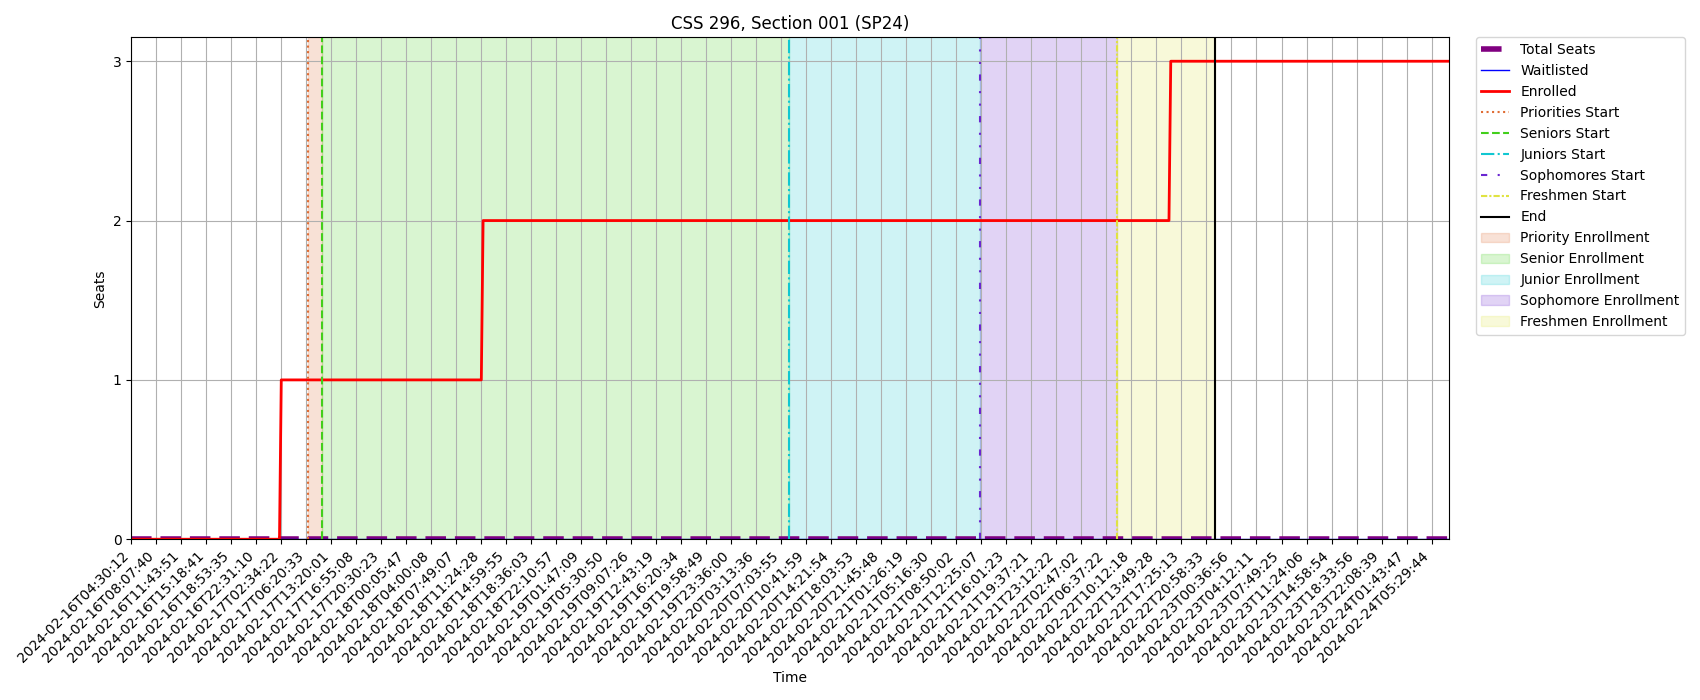 CSS 296, Section 001 (SP24)
Seats
3
2
1
0
2024-02-16T04:30:12
2024-02-16T08:07:40
2024-02-16T11:43:51
2024-02-16T15:18:41
2024-02-16T18:53:35
2024-02-16T22:31:10
2024-02-17T02:34:22
2024-02-17T06:20:33
2024-02-17T13:20:01
2024-02-17T16:55:08
2024-02-17T20:30:23
2024-02-18T00:05:47
2024-02-18T04:00:08
2024-02-18T07:49:07
2024-02-18T11:24:28
2024-02-18T14:59:55
2024-02-18T18:36:03
2024-02-18T22:10:57
2024-02-19T01:47:09
2024-02-19T05:30:50
2024-02-19T09:07:26
2024-02-19T12:43:19
2024-02-19T16:20:34
2024-02-19T19:58:49
2024-02-19T23:36:00
2024-02-20T03:13:36
2024-02-20T07:03:55
2024-02-20T10:41:59
2024-02-20T14:21:54
2024-02-20T18:03:53
2024-02-20T21:45:48
2024-02-21T01:26:19
2024-02-21T05:16:30
2024-02-21T08:50:02
2024-02-21T12:25:07
2024-02-21T16:01:23
2024-02-21T19:37:21
2024-02-21T23:12:22
2024-02-22T02:47:02
2024-02-22T06:37:22
2024-02-22T10:12:18
2024-02-22T13:49:28
2024-02-22T17:25:13
2024-02-22T20:58:33
2024-02-23T00:36:56
2024-02-23T04:12:11
2024-02-23T07:49:25
2024-02-23T11:24:06
2024-02-23T14:58:54
2024-02-23T18:33:56
2024-02-23T22:08:39
2024-02-24T01:43:47
2024-02-24T05:29:44
Time
Total Seats
Waitlisted
Enrolled
Priorities Start
Seniors Start
Juniors Start
Sophomores Start
Freshmen Start
End
Priority Enrollment
Senior Enrollment
Junior Enrollment
Sophomore Enrollment
Freshmen Enrollment